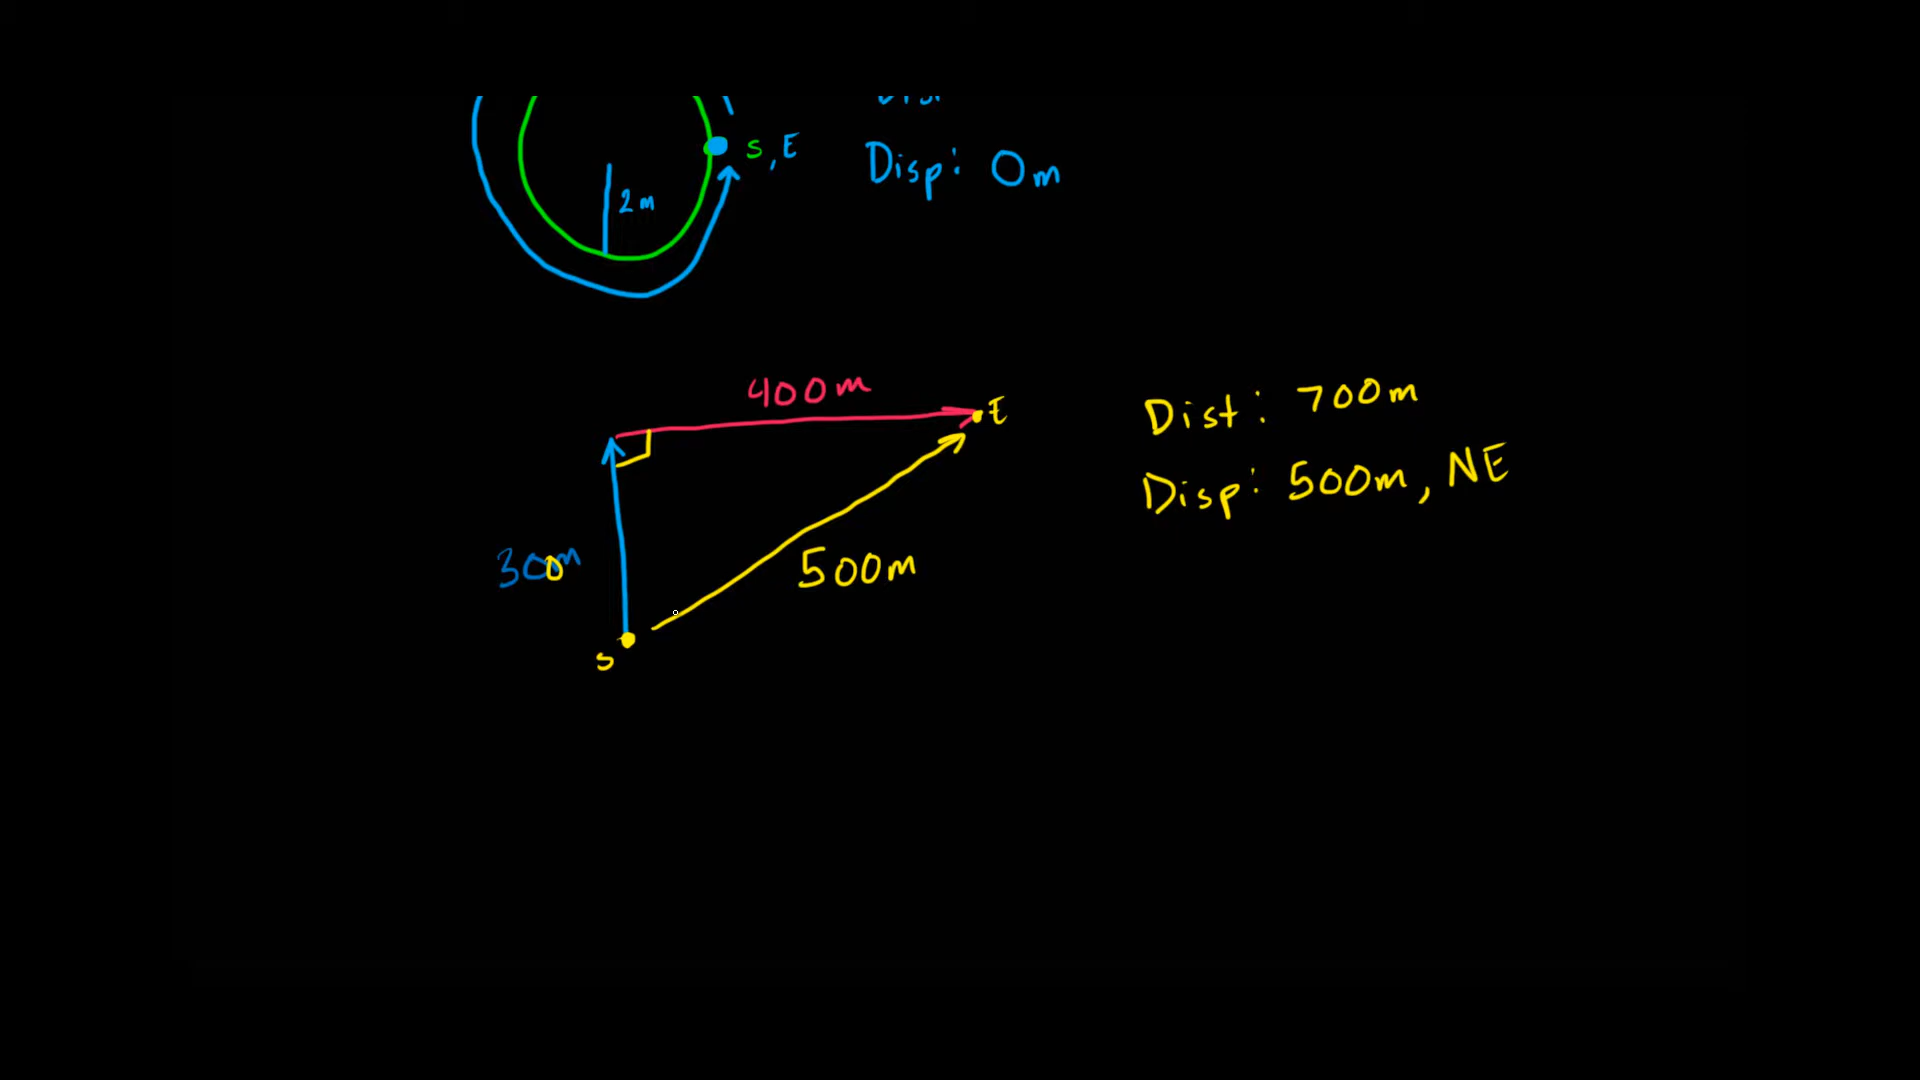 S, E
Disp: 0m
2m
400m
E
Dist: 700m
Disp: 500m, NE
300m
500m
S